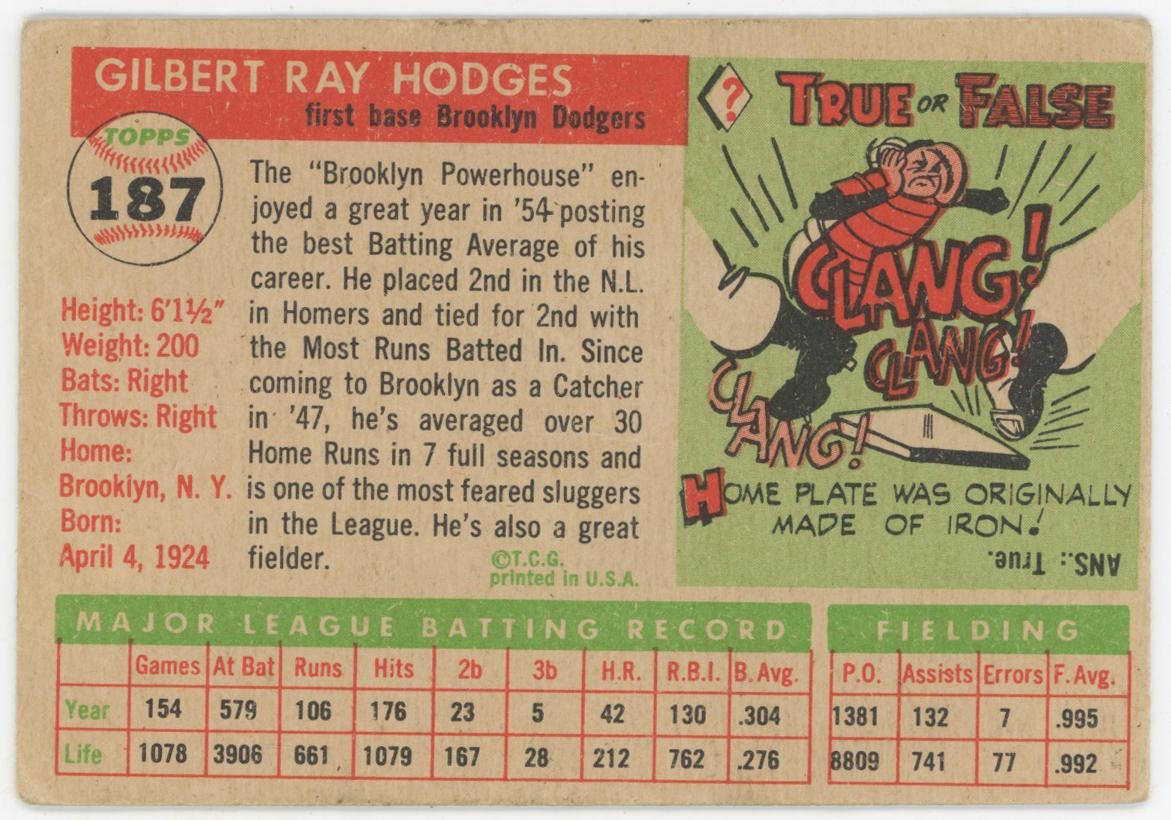 GILBERT RAY HODGES
first base Brooklyn Dodgers
TOPPS
187
Height: 6'1½"
Weight: 200
Bats: Right
Throws: Right
Home:
Brooklyn, N. Y.
Born:
April 4, 1924
The "Brooklyn Powerhouse" en-
joyed a great year in '54 posting
the best Batting Average of his
career. He placed 2nd in the N.L.
in Homers and tied for 2nd with
the Most Runs Batted In. Since
coming to Brooklyn as a Catcher
in '47, he's averaged over 30
Home Runs in 7 full seasons and
is one of the most feared sluggers
in the League. He's also a great
fielder.
©T.C.G.
printed in U.S.A.
?
TRUE OR FALSE
CLANG!
CLANG!
CLANG!
HOME PLATE WAS ORIGINALLY
MADE OF IRON!
ANS.: True.
MAJOR LEAGUE BATTING RECORD
Games At Bat Runs Hits 2b 3b H.R. R.B.I. B. Avg.
Year 154 579 106 176 23 5 42 130 .304
Life 1078 3906 661 1079 167 28 212 762 .276
FIELDING
P.O. Assists Errors F. Avg.
1381 132 7 .995
8809 741 77 .992